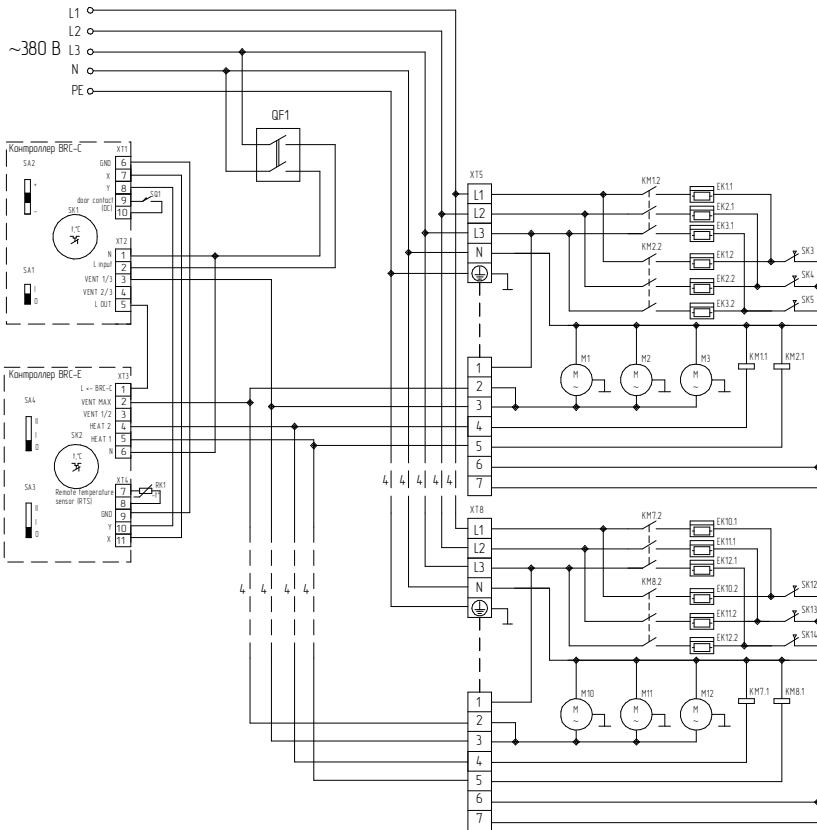 L1
L2
~380 В L3
N
PE
QF1
Контроллер BRC-C
XT1
SA2
+
-
SK1
t,°C
SA1
I
0
GND 6
X 7
Y 8
door contact (DC) 9
10
SQ1
XT2
N 1
L input 2
VENT 1/3 3
VENT 2/3 4
L OUT 5
Контроллер BRC-E
XT3
SA4
II
I
0
SK2
t,°C
SA3
II
I
0
L <- BRC-C 1
VENT MAX 2
VENT 1/2 3
HEAT 2 4
HEAT 1 5
N 6
XT4
Remote temperature sensor (RTS) 7
8
GND 9
Y 10
X 11
RK1
-t°
4 4 4 4
4 4 4 4 4
XT5
L1
L2
L3
N
1
2
3
4
5
6
7
KM1.2
KM2.2
EK1.1
EK2.1
EK3.1
EK1.2
EK2.2
EK3.2
SK3
SK4
SK5
M1
M2
M3
M
~
M
~
M
~
KM1.1
KM2.1
XT8
L1
L2
L3
N
1
2
3
4
5
6
7
KM7.2
KM8.2
EK10.1
EK11.1
EK12.1
EK10.2
EK11.2
EK12.2
SK12
SK13
SK14
M10
M11
M12
M
~
M
~
M
~
KM7.1
KM8.1